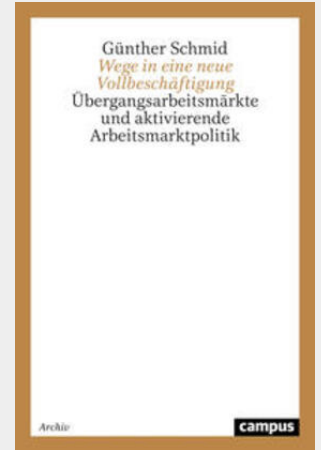 Günther Schmid
Wege in eine neue
Vollbeschäftigung
Übergangsarbeitsmärkte
und aktivierende
Arbeitsmarktpolitik
Archiv
campus